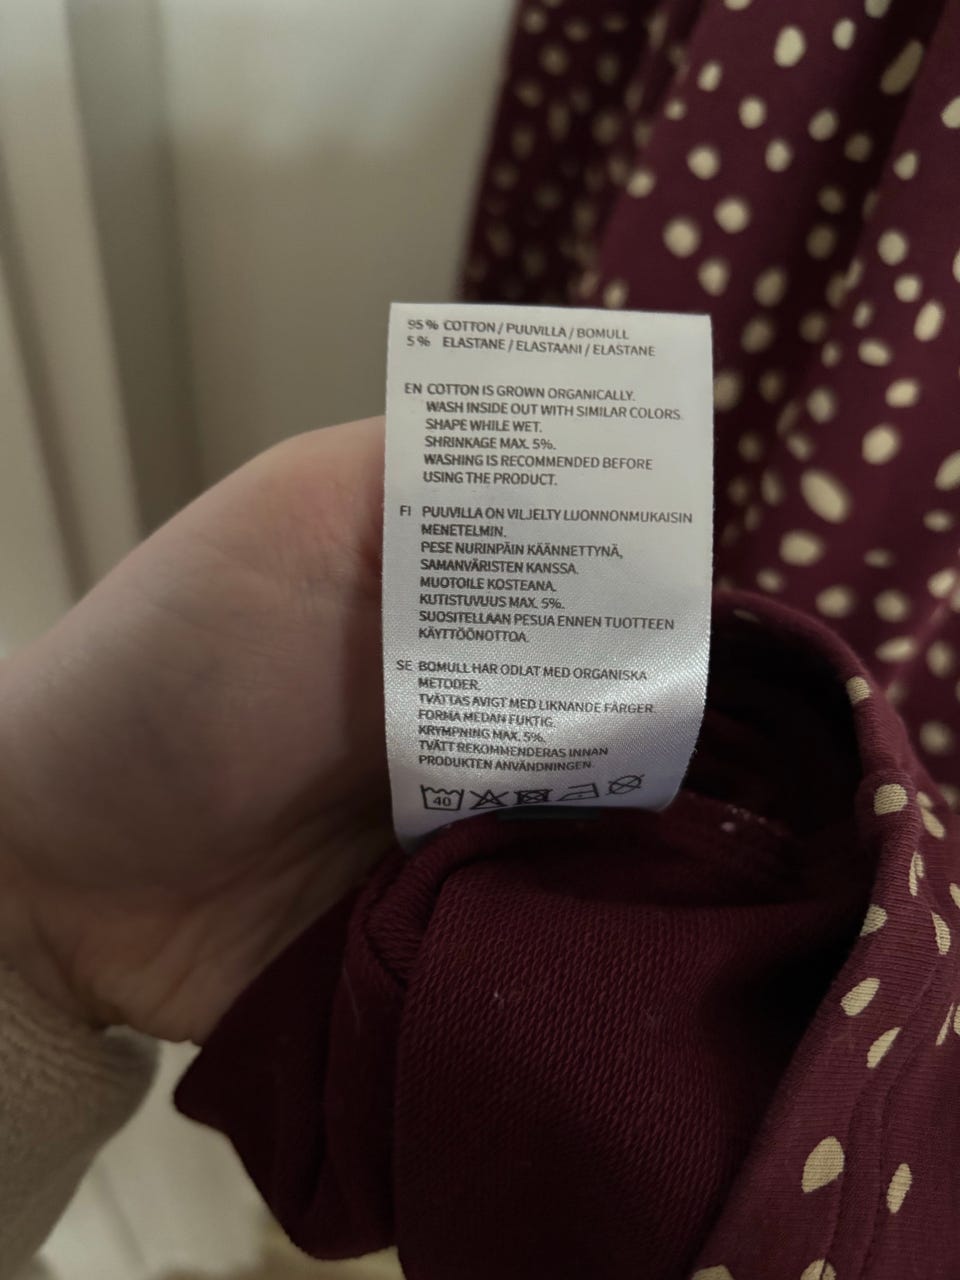 95% COTTON / PUUVILLA / BOMULL
5% ELASTANE / ELASTAANI / ELASTANE
EN COTTON IS GROWN ORGANICALLY.
WASH INSIDE OUT WITH SIMILAR COLORS.
SHAPE WHILE WET.
SHRINKAGE MAX. 5%.
WASHING IS RECOMMENDED BEFORE
USING THE PRODUCT.
FI PUUVILLA ON VILJELTY LUONNONMUKAISIN
MENETELMIN.
PESE NURINPÄIN KÄÄNNETTYNÄ,
SAMANVÄRISTEN KANSSA.
MUOTOILE KOSTEANA.
KUTISTUVUUS MAX. 5%.
SUOSITELLAAN PESUA ENNEN TUOTTEEN
KÄYTTÖÖNOTTOA.
SE BOMULL HAR ODLAT MED ORGANISKA
METODER.
TVÄTTAS AVIGT MED LIKNANDE FÄRGER.
FORMA MEDAN FUKTIG.
KRYMPNING MAX. 5%.
TVÄTT REKOMMENDERAS INNAN
PRODUKTEN ANVÄNDNINGEN.
40